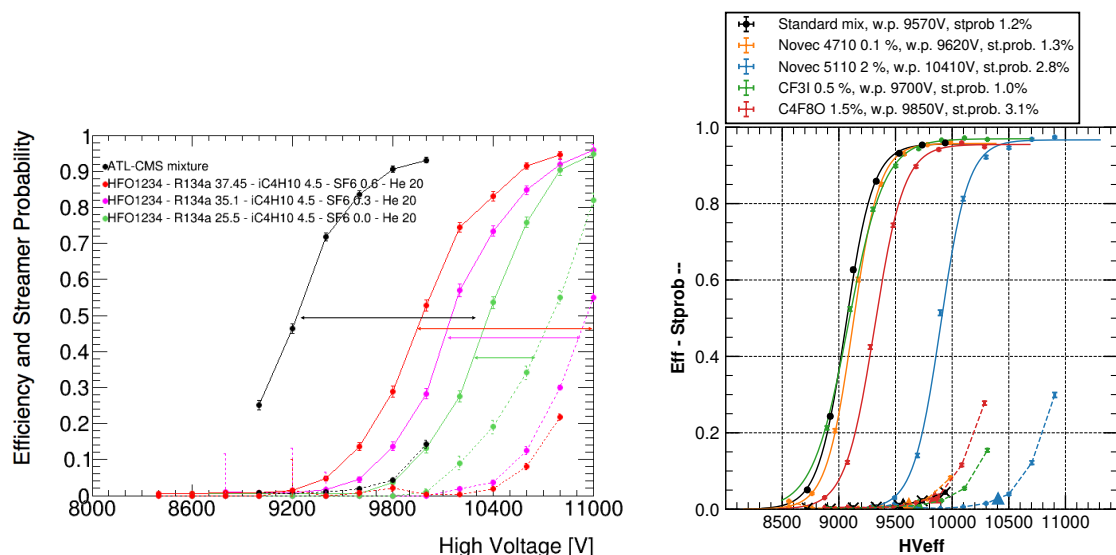 Efficiency and Streamer Probability
1
0.9
0.8
0.7
0.6
0.5
0.4
0.3
0.2
0.1
0
ATL-CMS mixture
HFO1234 - R134a 37.45 - iC4H10 4.5 - SF6 0.6 - He 20
HFO1234 - R134a 35.1 - iC4H10 4.5 - SF6 0.3 - He 20
HFO1234 - R134a 25.5 - iC4H10 4.5 - SF6 0.0 - He 20
8000 8600 9200 9800 10400 11000
High Voltage [V]
Standard mix, w.p. 9570V, stprob 1.2%
Novec 4710 0.1 %, w.p. 9620V, st.prob. 1.3%
Novec 5110 2 %, w.p. 10410V, st.prob. 2.8%
CF3I 0.5 %, w.p. 9700V, st.prob. 1.0%
C4F8O 1.5%, w.p. 9850V, st.prob. 3.1%
Eff - Stprob --
1.0
0.8
0.6
0.4
0.2
0.0
8500 9000 9500 10000 10500 11000
HVeff